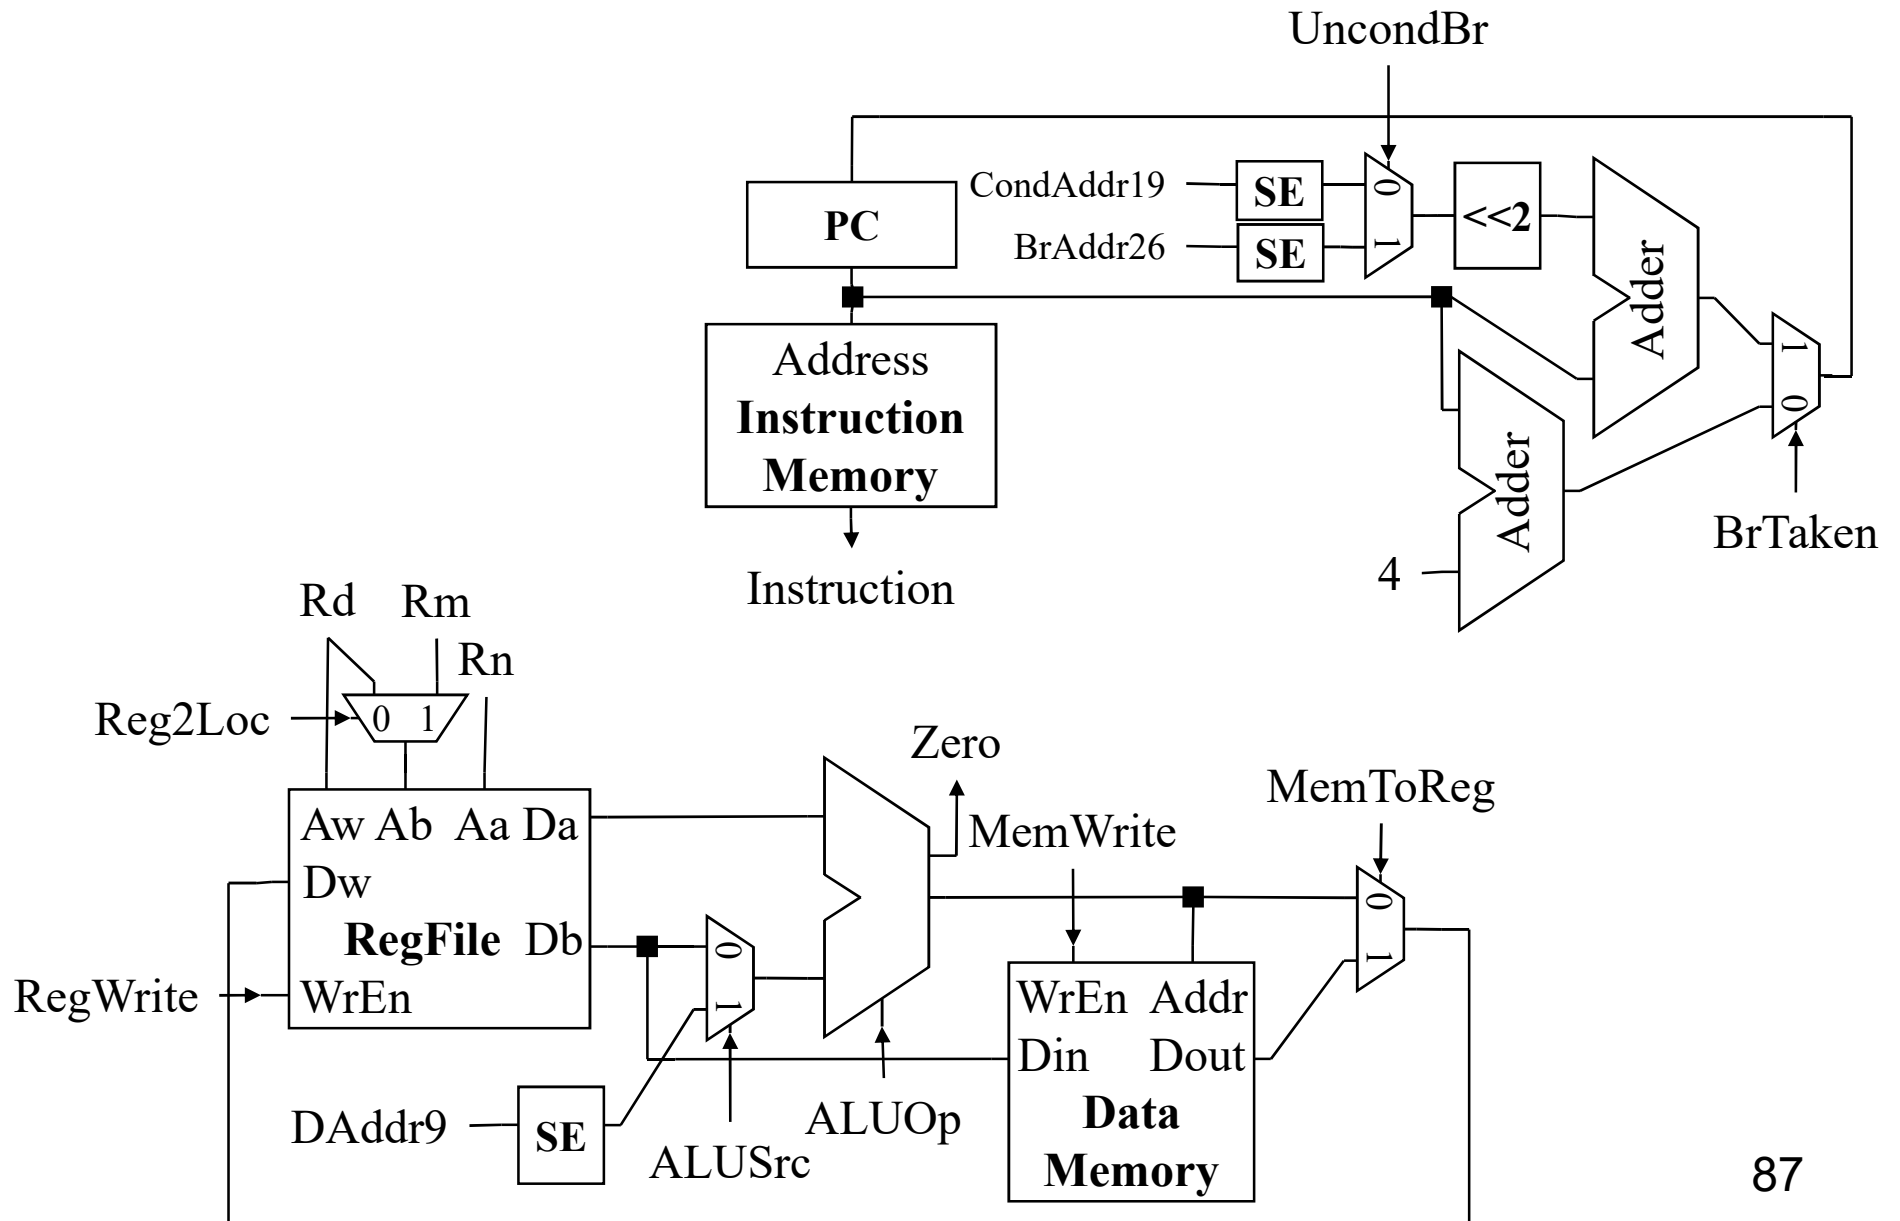 UncondBr
CondAddr19
SE
0
<<2
PC
BrAddr26
SE
1
Adder
Address
Instruction
Memory
1
0
Adder
BrTaken
4
Instruction
Rd
Rm
Rn
Reg2Loc
0 1
Zero
MemToReg
MemWrite
Aw Ab Aa Da
Dw
RegFile Db
WrEn
RegWrite
0
1
0
1
WrEn Addr
Din Dout
Data
Memory
DAddr9
SE
ALUSrc
ALUOp
87